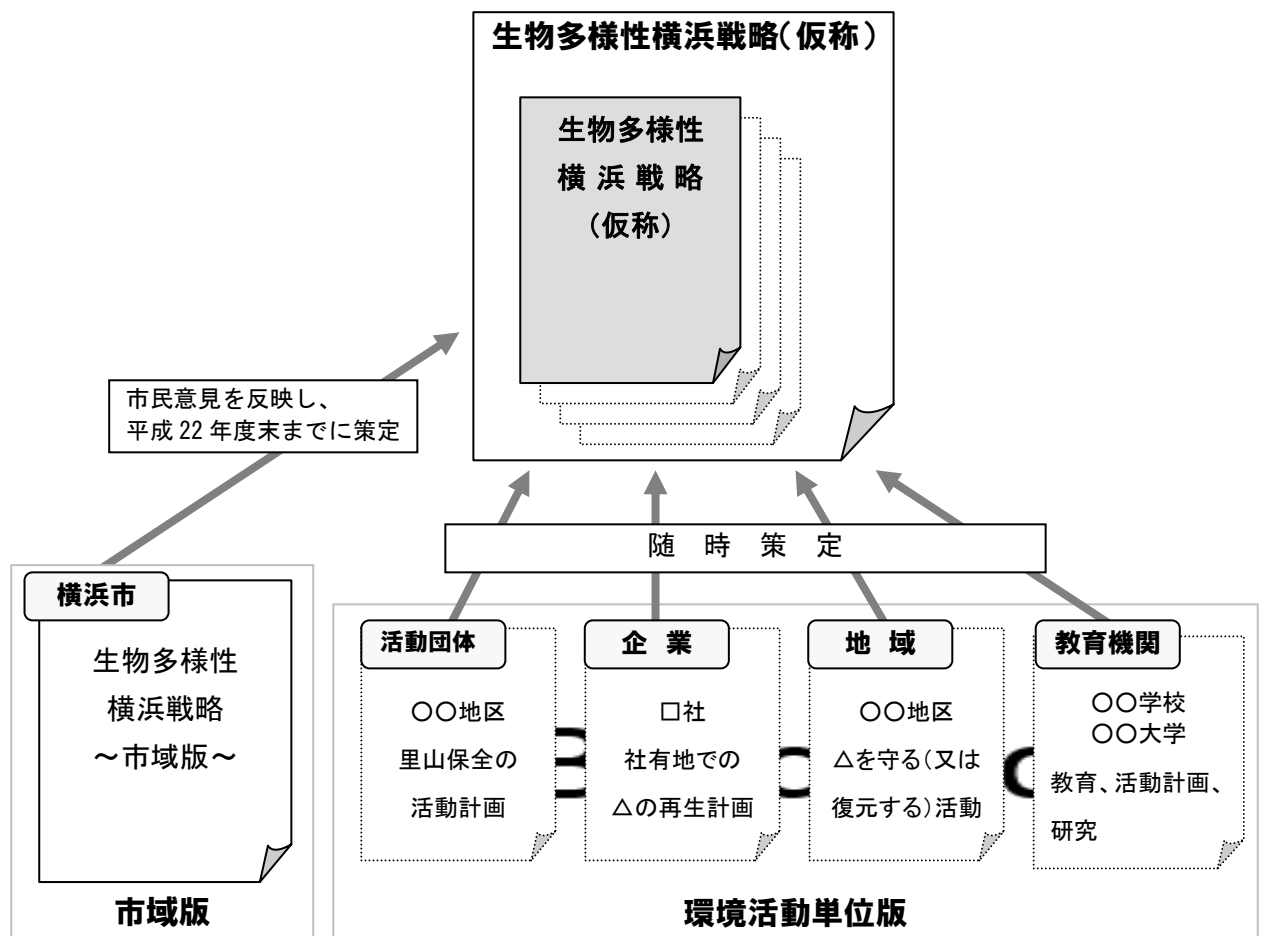 生物多様性横浜戦略(仮称)
生物多様性
横浜戦略
(仮称)
市民意見を反映し、
平成22年度末までに策定
随時策定
横浜市
生物多様性
横浜戦略
～市域版～
市域版
活動団体
〇〇地区
里山保全の
活動計画
企業
□社
社有地での
△の再生計画
地域
〇〇地区
△を守る(又は
復元する)活動
教育機関
〇〇学校
〇〇大学
教育、活動計画、
研究
環境活動単位版